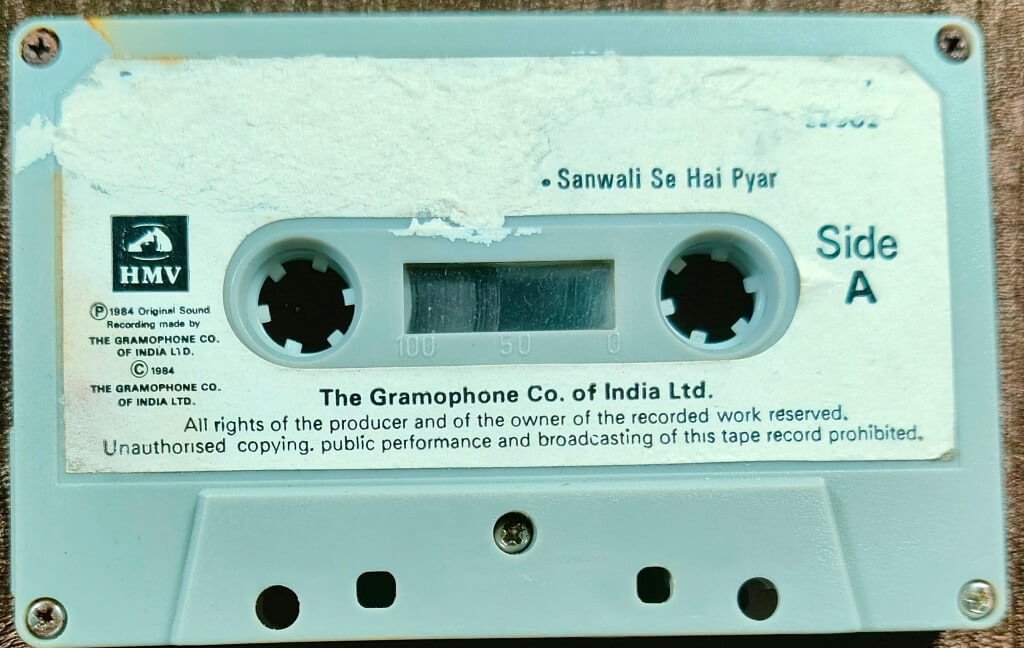 • Sanwali Se Hai Pyar
Side
A
HMV
Ⓟ 1984 Original Sound
Recording made by
THE GRAMOPHONE CO.
OF INDIA LTD.
© 1984
THE GRAMOPHONE CO.
OF INDIA LTD.
100 50 0
The Gramophone Co. of India Ltd.
All rights of the producer and of the owner of the recorded work reserved.
Unauthorised copying. public performance and broadcasting of this tape record prohibited.